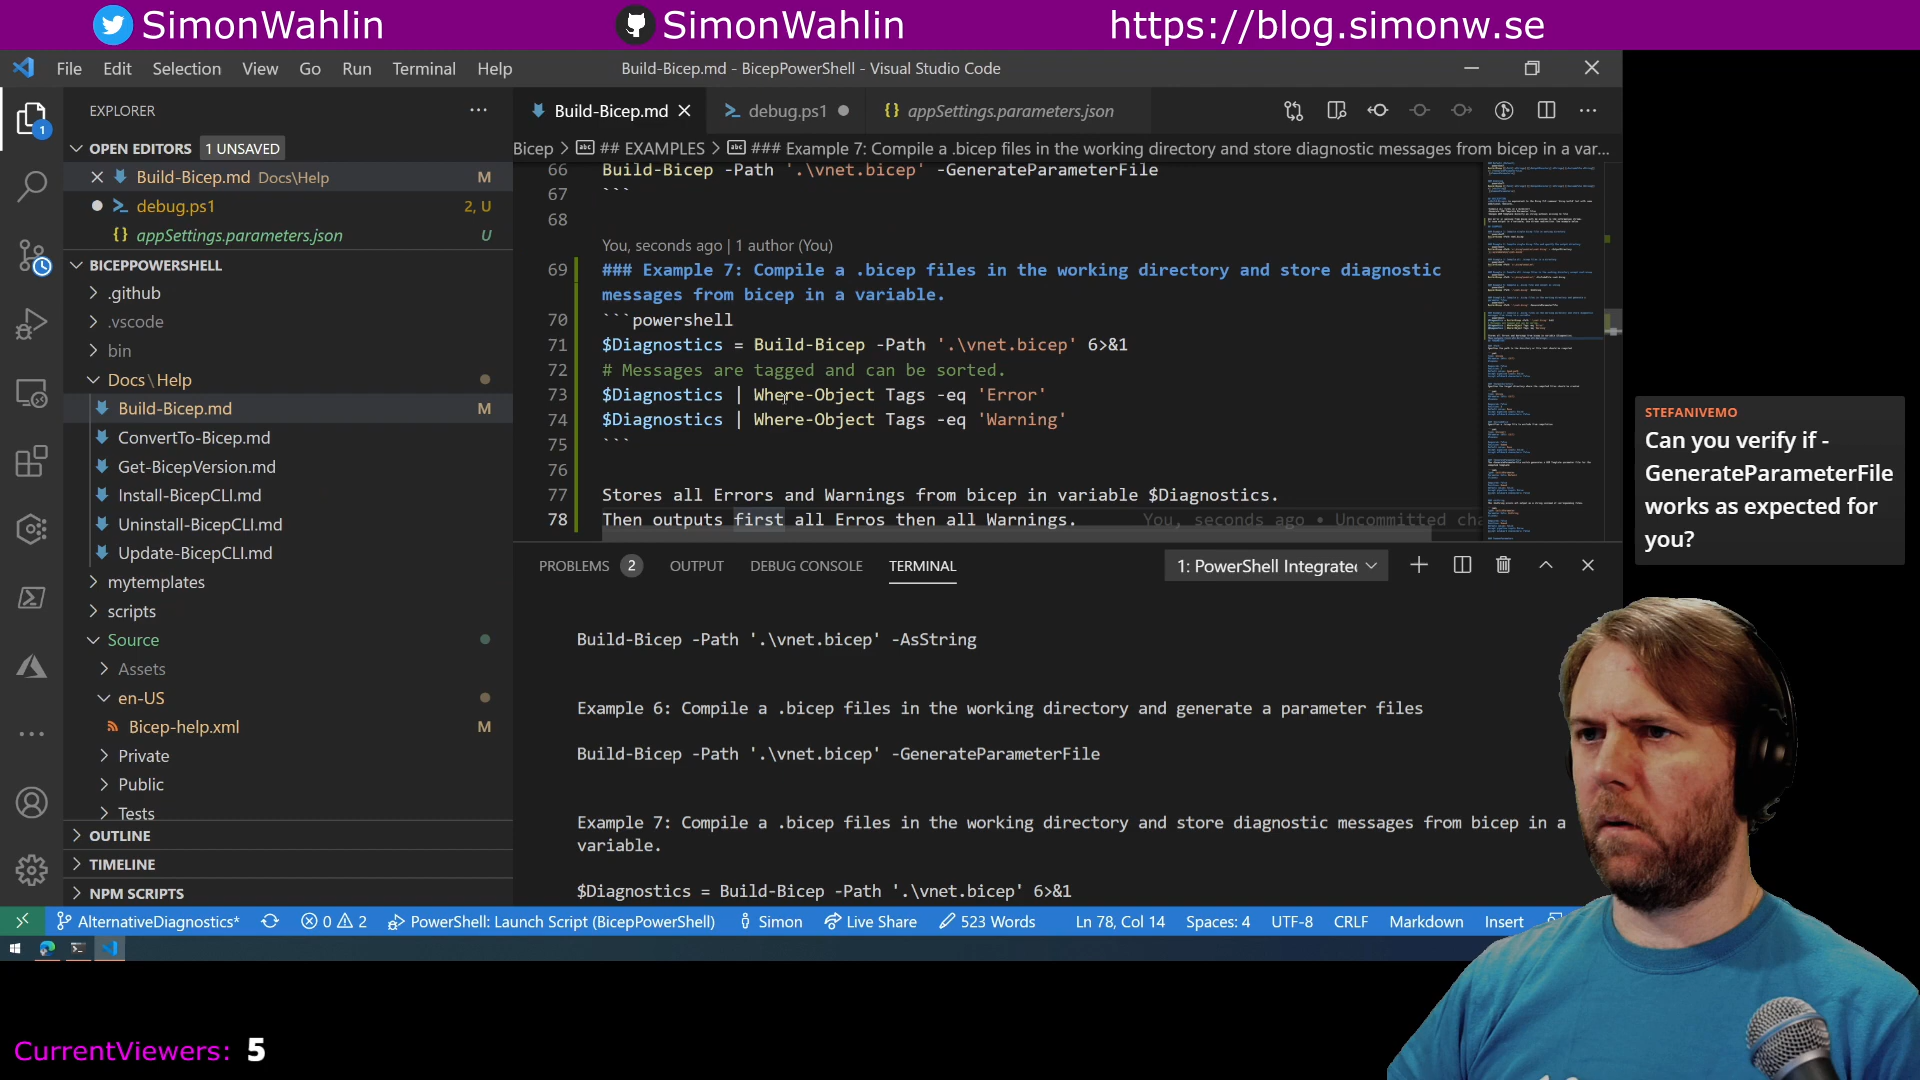 SimonWahlin
SimonWahlin
https://blog.simonw.se
File Edit Selection View Go Run Terminal Help
Build-Bicep.md - BicepPowerShell - Visual Studio Code
EXPLORER
Build-Bicep.md
debug.ps1
{} appSettings.parameters.json
OPEN EDITORS 1 UNSAVED
Bicep > ## EXAMPLES > ### Example 7: Compile a .bicep files in the working directory and store diagnostic messages from bicep in a var...
Build-Bicep.md Docs\Help M
debug.ps1 2, U
{} appSettings.parameters.json U
BICEPPOWERSHELL
.github
.vscode
bin
Docs\Help
Build-Bicep.md M
ConvertTo-Bicep.md
Get-BicepVersion.md
Install-BicepCLI.md
Uninstall-BicepCLI.md
Update-BicepCLI.md
mytemplates
scripts
Source
Assets
en-US
Bicep-help.xml M
Private
Public
Tests
OUTLINE
TIMELINE
NPM SCRIPTS
1
66 Build-Bicep -Path '.\vnet.bicep' -GenerateParameterFile
67 ```
68
You, seconds ago | 1 author (You)
69 ### Example 7: Compile a .bicep files in the working directory and store diagnostic
messages from bicep in a variable.
70 ```powershell
71 $Diagnostics = Build-Bicep -Path '.\vnet.bicep' 6>&1
72 # Messages are tagged and can be sorted.
73 $Diagnostics | Where-Object Tags -eq 'Error'
74 $Diagnostics | Where-Object Tags -eq 'Warning'
75 ```
76
77 Stores all Errors and Warnings from bicep in variable $Diagnostics.
78 Then outputs first all Erros then all Warnings. You, seconds ago • Uncommitted cha
PROBLEMS 2 OUTPUT DEBUG CONSOLE TERMINAL
1: PowerShell Integrated
Build-Bicep -Path '.\vnet.bicep' -AsString
Example 6: Compile a .bicep files in the working directory and generate a parameter files
Build-Bicep -Path '.\vnet.bicep' -GenerateParameterFile
Example 7: Compile a .bicep files in the working directory and store diagnostic messages from bicep in a
variable.
$Diagnostics = Build-Bicep -Path '.\vnet.bicep' 6>&1
AlternativeDiagnostics* 0 2 PowerShell: Launch Script (BicepPowerShell) Simon Live Share 523 Words Ln 78, Col 14 Spaces: 4 UTF-8 CRLF Markdown Insert
STEFANIVEMO
Can you verify if -
GenerateParameterFile
works as expected for
you?
CurrentViewers: 5